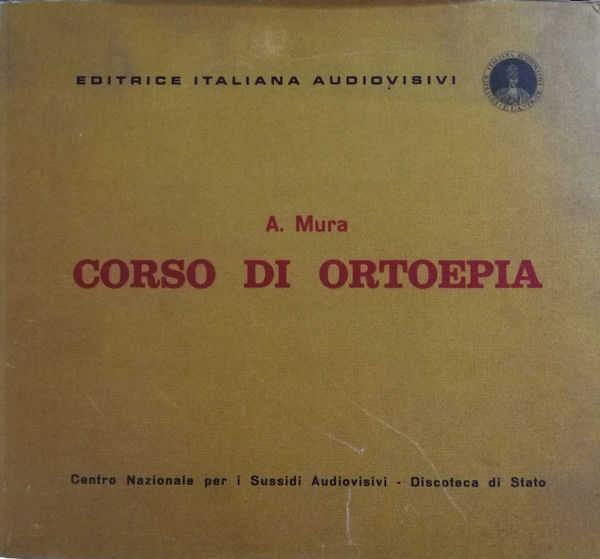 EDITRICE ITALIANA AUDIOVISIVI
A. Mura
CORSO DI ORTOEPIA
Centro Nazionale per i Sussidi Audiovisivi - Discoteca di Stato